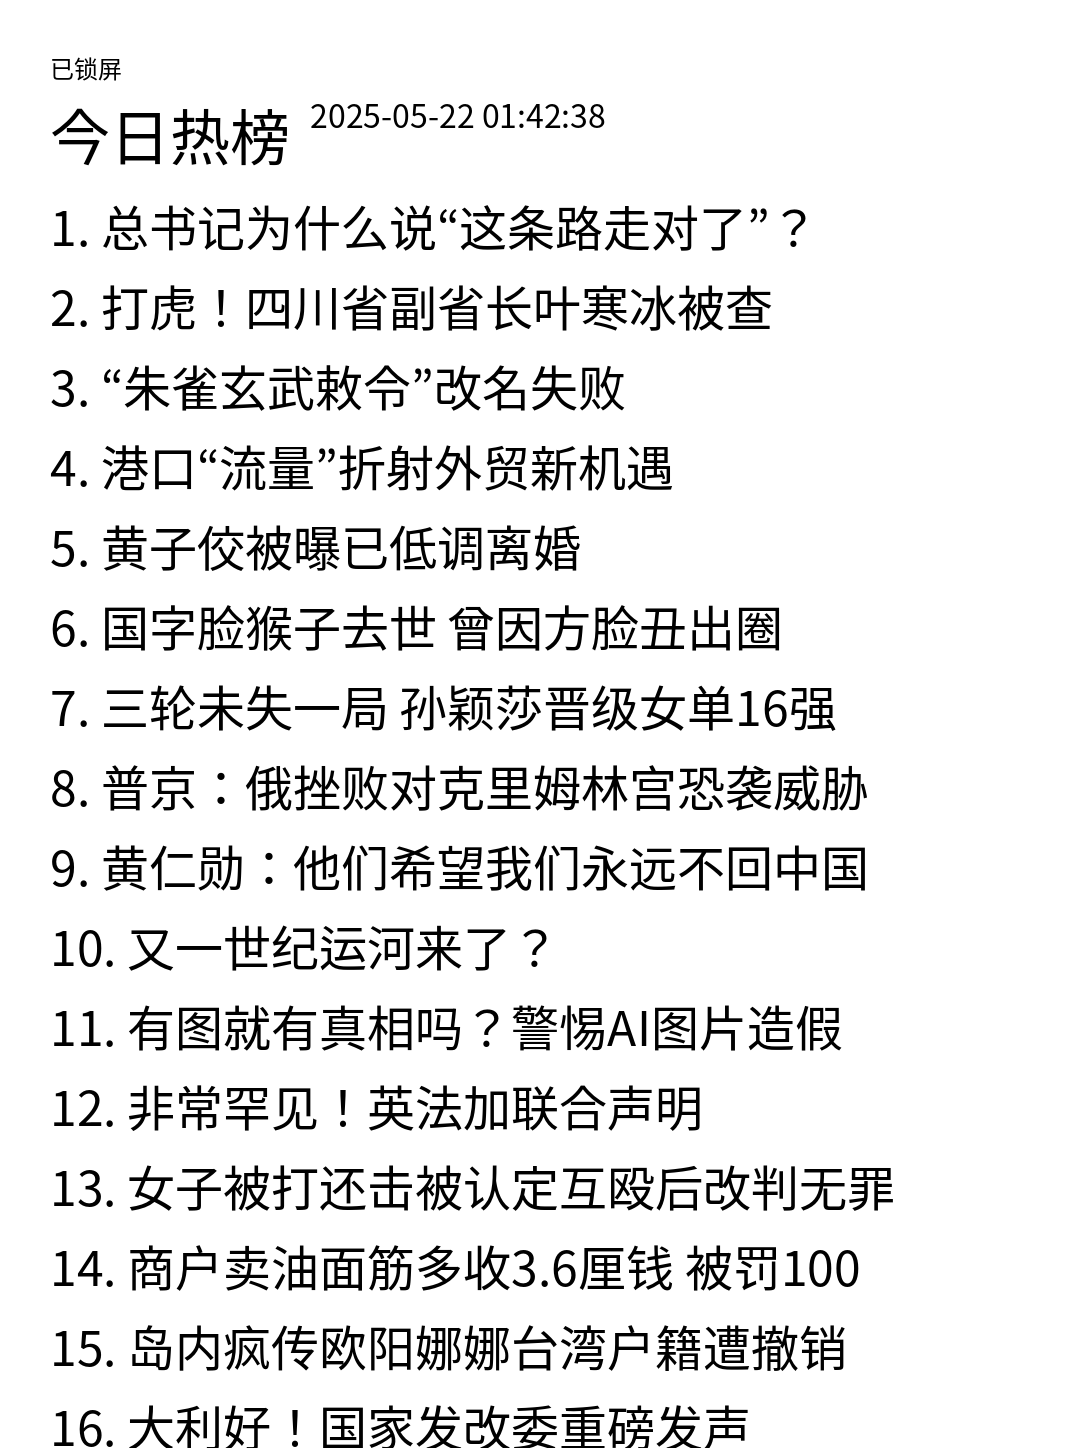 已锁屏
今日热榜 2025-05-22 01:42:38
1. 总书记为什么说“这条路走对了”？
2. 打虎！四川省副省长叶寒冰被查
3. “朱雀玄武敕令”改名失败
4. 港口“流量”折射外贸新机遇
5. 黄子佼被曝已低调离婚
6. 国字脸猴子去世 曾因方脸丑出圈
7. 三轮未失一局 孙颖莎晋级女单16强
8. 普京：俄挫败对克里姆林宫恐袭威胁
9. 黄仁勋：他们希望我们永远不回中国
10. 又一世纪运河来了？
11. 有图就有真相吗？警惕AI图片造假
12. 非常罕见！英法加联合声明
13. 女子被打还击被认定互殴后改判无罪
14. 商户卖油面筋多收3.6厘钱 被罚100
15. 岛内疯传欧阳娜娜台湾户籍遭撤销
16. 大利好！国家发改委重磅发声